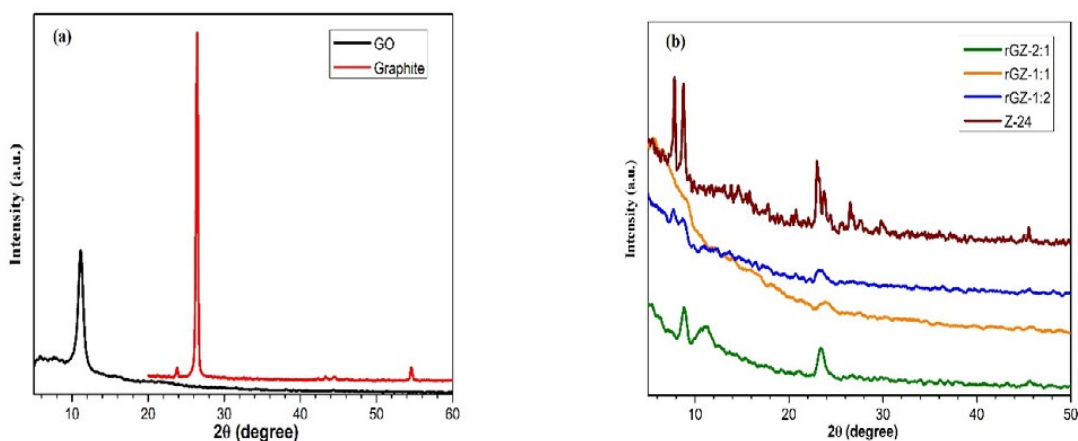 (a)
GO
Graphite
Intensity (a.u.)
10 20 30 40 50 60
2θ (degree)
(b)
rGZ-2:1
rGZ-1:1
rGZ-1:2
Z-24
Intensity (a.u.)
10 20 30 40 50
2θ (degree)